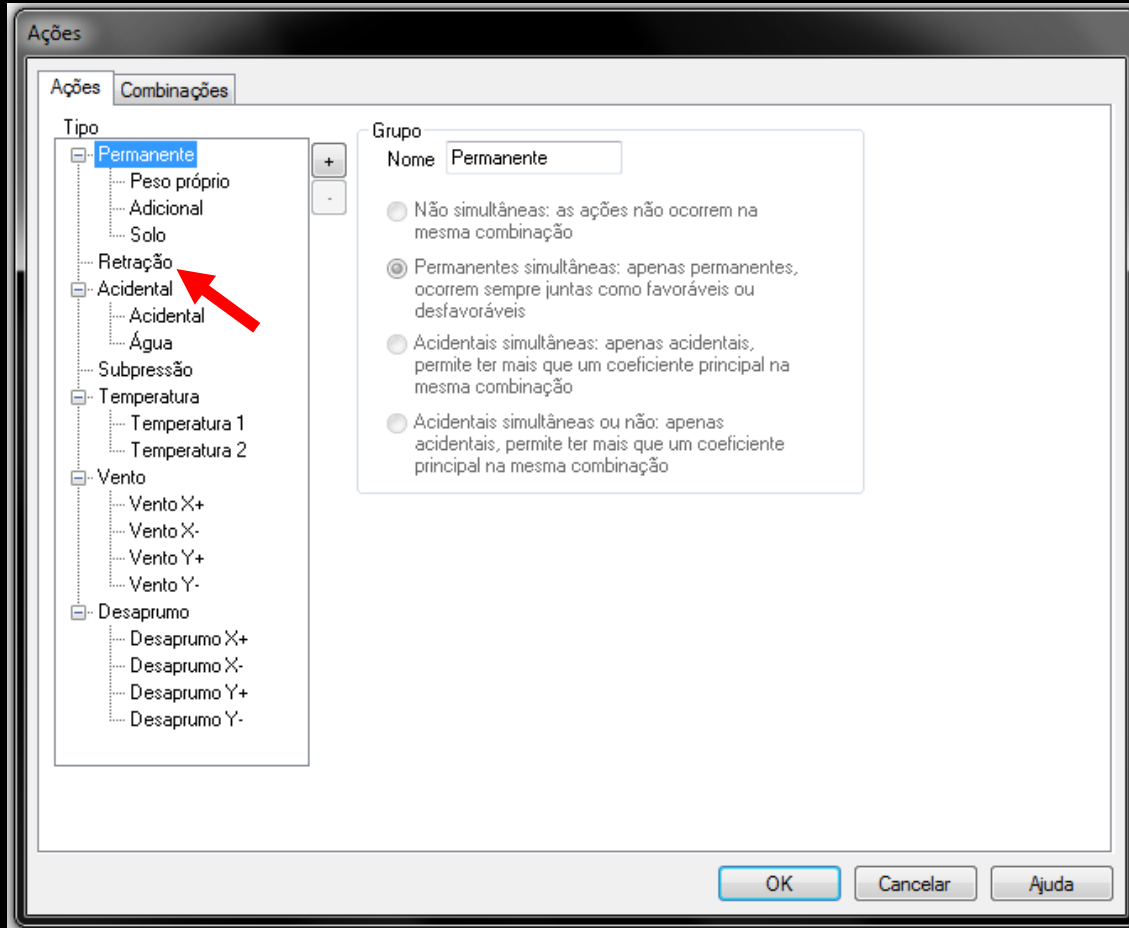 Ações
Ações
Combinações
Tipo
Permanente
Peso próprio
Adicional
Solo
Retração
Acidental
Acidental
Água
Subpressão
Temperatura
Temperatura 1
Temperatura 2
Vento
Vento X+
Vento X-
Vento Y+
Vento Y-
Desaprumo
Desaprumo X+
Desaprumo X-
Desaprumo Y+
Desaprumo Y-
+
-
Grupo
Nome Permanente
Não simultâneas: as ações não ocorrem na
mesma combinação
Permanentes simultâneas: apenas permanentes,
ocorrem sempre juntas como favoráveis ou
desfavoráveis
Acidentais simultâneas: apenas acidentais,
permite ter mais que um coeficiente principal na
mesma combinação
Acidentais simultâneas ou não: apenas
acidentais, permite ter mais que um coeficiente
principal na mesma combinação
OK
Cancelar
Ajuda